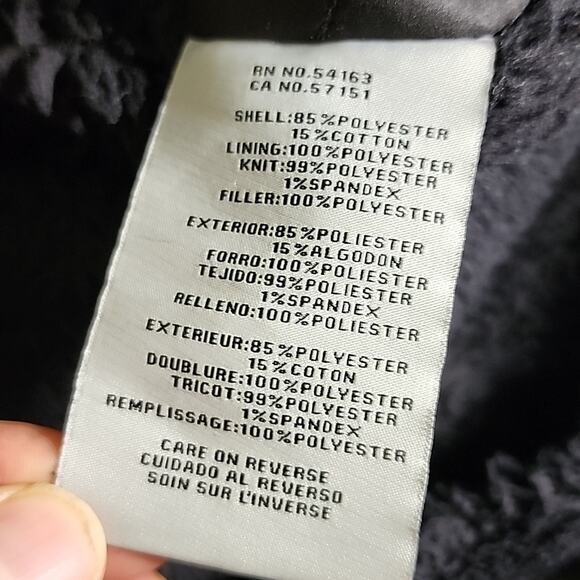 RN NO.54163
CA NO.57151
SHELL:85%POLYESTER
15%COTTON
LINING:100%POLYESTER
KNIT:99%POLYESTER
1%SPANDEX
FILLER:100%POLYESTER
EXTERIOR:85%POLIESTER
15%ALGODON
FORRO:100%POLIESTER
TEJIDO:99%POLIESTER
1%SPANDEX
RELLENO:100%POLIESTER
EXTERIEUR:85%POLYESTER
15%COTON
DOUBLURE:100%POLYESTER
TRICOT:99%POLYESTER
1%SPANDEX
REMPLISSAGE:100%POLYESTER
CARE ON REVERSE
CUIDADO AL REVERSO
SOIN SUR L'INVERSE